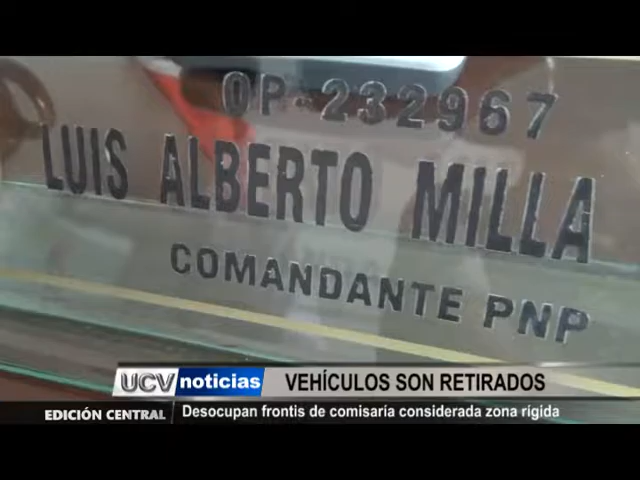 OP-232967
LUIS ALBERTO MILLA
COMANDANTE PNP
UCV noticias
VEHÍCULOS SON RETIRADOS
EDICIÓN CENTRAL
Desocupan frontis de comisaría considerada zona rígida